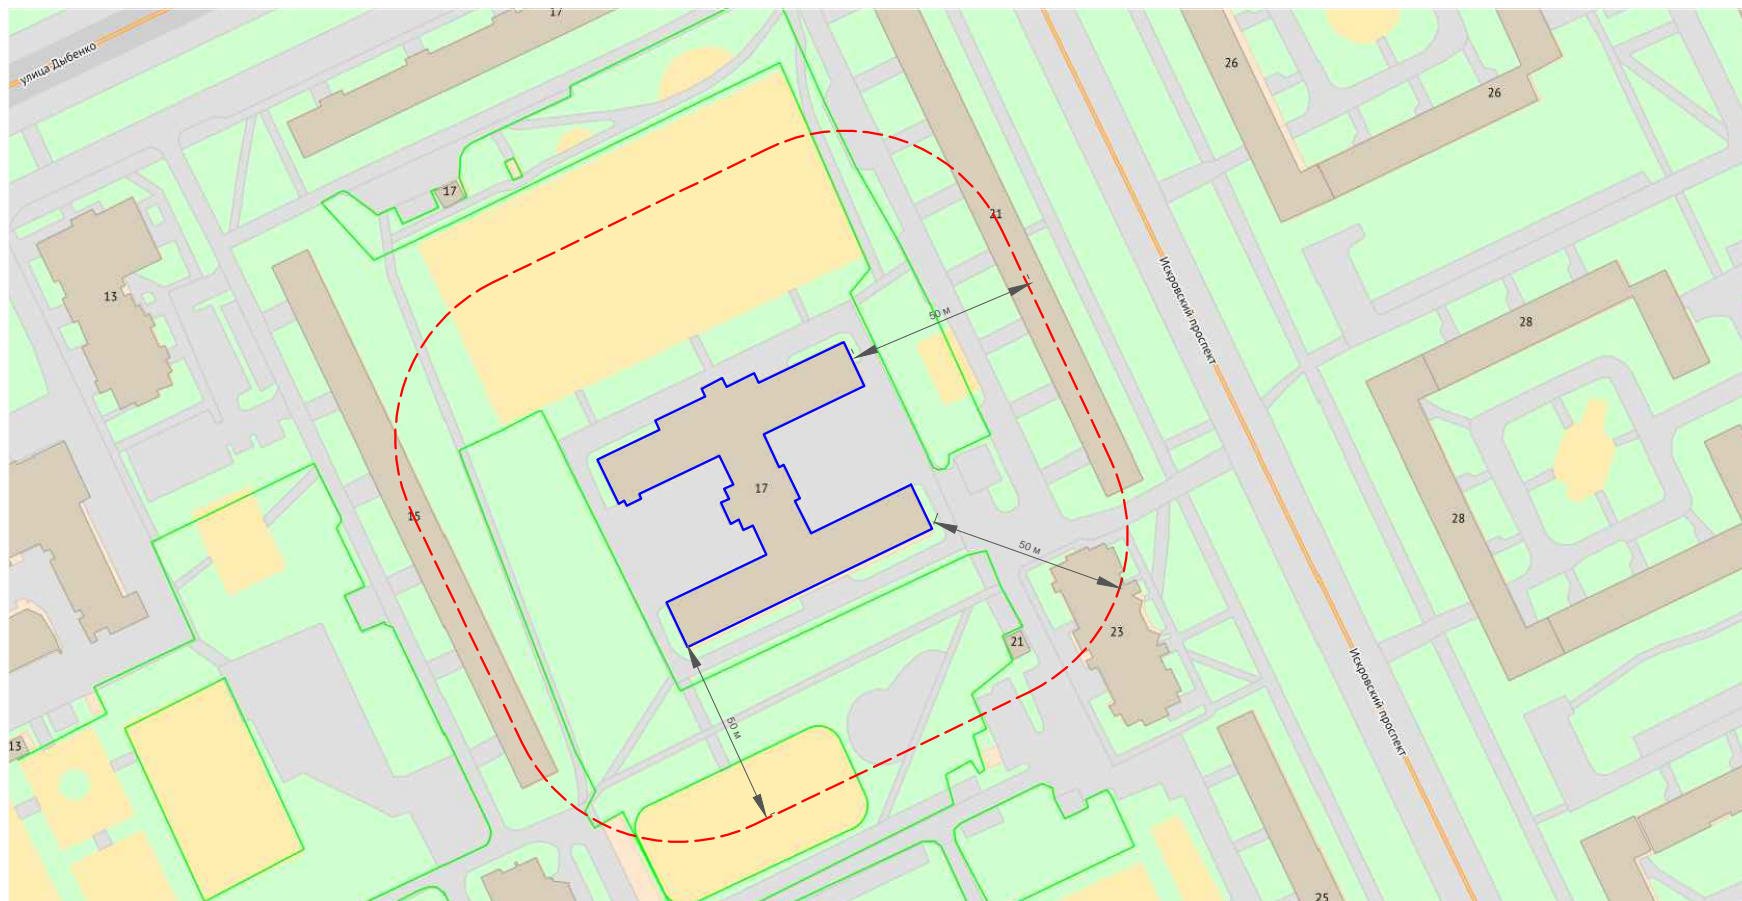 17
улица Дыбенко
26
26
17
21
13
Искровский проспект
50 м
28
17
15
28
50 м
23
21
Искровский проспект
50 м
13
25